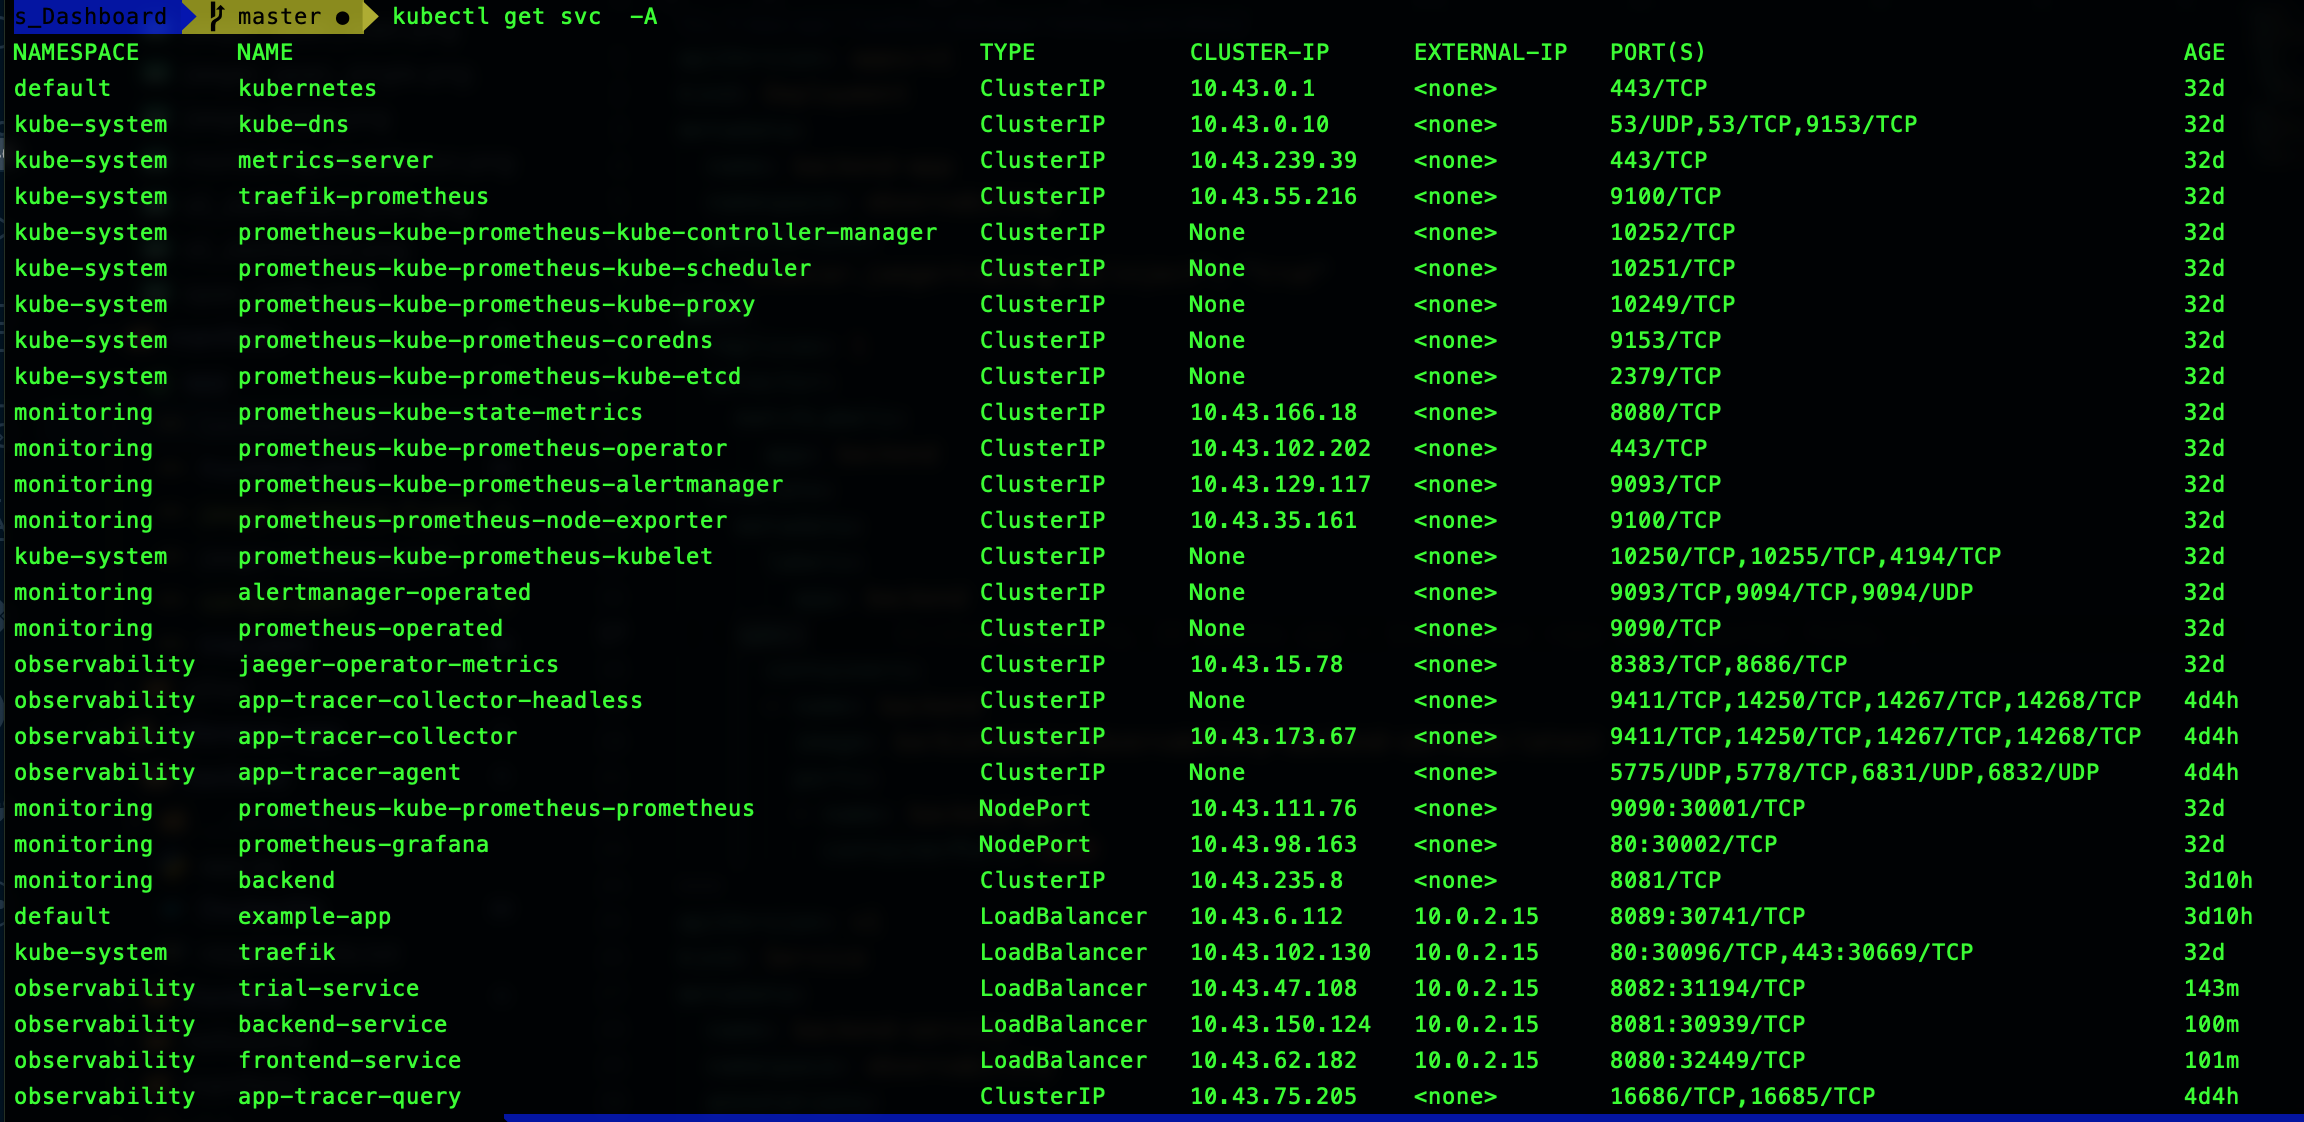 s_Dashboard master ● kubectl get svc -A
NAMESPACE NAME TYPE CLUSTER-IP EXTERNAL-IP PORT(S) AGE
default kubernetes ClusterIP 10.43.0.1 <none> 443/TCP 32d
kube-system kube-dns ClusterIP 10.43.0.10 <none> 53/UDP,53/TCP,9153/TCP 32d
kube-system metrics-server ClusterIP 10.43.239.39 <none> 443/TCP 32d
kube-system traefik-prometheus ClusterIP 10.43.55.216 <none> 9100/TCP 32d
kube-system prometheus-kube-prometheus-kube-controller-manager ClusterIP None <none> 10252/TCP 32d
kube-system prometheus-kube-prometheus-kube-scheduler ClusterIP None <none> 10251/TCP 32d
kube-system prometheus-kube-prometheus-kube-proxy ClusterIP None <none> 10249/TCP 32d
kube-system prometheus-kube-prometheus-coredns ClusterIP None <none> 9153/TCP 32d
kube-system prometheus-kube-prometheus-kube-etcd ClusterIP None <none> 2379/TCP 32d
monitoring prometheus-kube-state-metrics ClusterIP 10.43.166.18 <none> 8080/TCP 32d
monitoring prometheus-kube-prometheus-operator ClusterIP 10.43.102.202 <none> 443/TCP 32d
monitoring prometheus-kube-prometheus-alertmanager ClusterIP 10.43.129.117 <none> 9093/TCP 32d
monitoring prometheus-prometheus-node-exporter ClusterIP 10.43.35.161 <none> 9100/TCP 32d
kube-system prometheus-kube-prometheus-kubelet ClusterIP None <none> 10250/TCP,10255/TCP,4194/TCP 32d
monitoring alertmanager-operated ClusterIP None <none> 9093/TCP,9094/TCP,9094/UDP 32d
monitoring prometheus-operated ClusterIP None <none> 9090/TCP 32d
observability jaeger-operator-metrics ClusterIP 10.43.15.78 <none> 8383/TCP,8686/TCP 32d
observability app-tracer-collector-headless ClusterIP None <none> 9411/TCP,14250/TCP,14267/TCP,14268/TCP 4d4h
observability app-tracer-collector ClusterIP 10.43.173.67 <none> 9411/TCP,14250/TCP,14267/TCP,14268/TCP 4d4h
observability app-tracer-agent ClusterIP None <none> 5775/UDP,5778/TCP,6831/UDP,6832/UDP 4d4h
monitoring prometheus-kube-prometheus-prometheus NodePort 10.43.111.76 <none> 9090:30001/TCP 32d
monitoring prometheus-grafana NodePort 10.43.98.163 <none> 80:30002/TCP 32d
monitoring backend ClusterIP 10.43.235.8 <none> 8081/TCP 3d10h
default example-app LoadBalancer 10.43.6.112 10.0.2.15 8089:30741/TCP 3d10h
kube-system traefik LoadBalancer 10.43.102.130 10.0.2.15 80:30096/TCP,443:30669/TCP 32d
observability trial-service LoadBalancer 10.43.47.108 10.0.2.15 8082:31194/TCP 143m
observability backend-service LoadBalancer 10.43.150.124 10.0.2.15 8081:30939/TCP 100m
observability frontend-service LoadBalancer 10.43.62.182 10.0.2.15 8080:32449/TCP 101m
observability app-tracer-query ClusterIP 10.43.75.205 <none> 16686/TCP,16685/TCP 4d4h